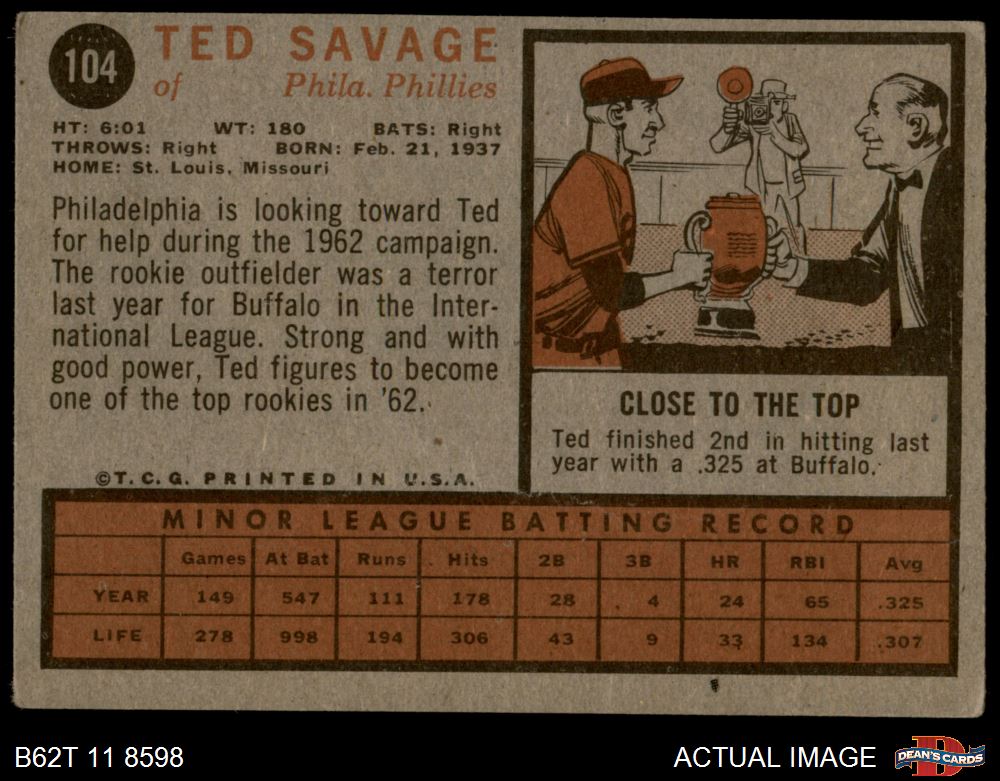 104
TED SAVAGE
of Phila. Phillies
HT: 6:01 WT: 180 BATS: Right
THROWS: Right BORN: Feb. 21, 1937
HOME: St. Louis, Missouri
Philadelphia is looking toward Ted
for help during the 1962 campaign.
The rookie outfielder was a terror
last year for Buffalo in the Inter-
national League. Strong and with
good power, Ted figures to become
one of the top rookies in '62.
©T.C.G. PRINTED IN U.S.A.
CLOSE TO THE TOP
Ted finished 2nd in hitting last
year with a .325 at Buffalo.
MINOR LEAGUE BATTING RECORD
Games At Bat Runs Hits 2B 3B HR RBI Avg
YEAR 149 547 111 178 28 4 24 65 .325
LIFE 278 998 194 306 43 9 33 134 .307
B62T 11 8598
ACTUAL IMAGE
DEAN'S CARDS